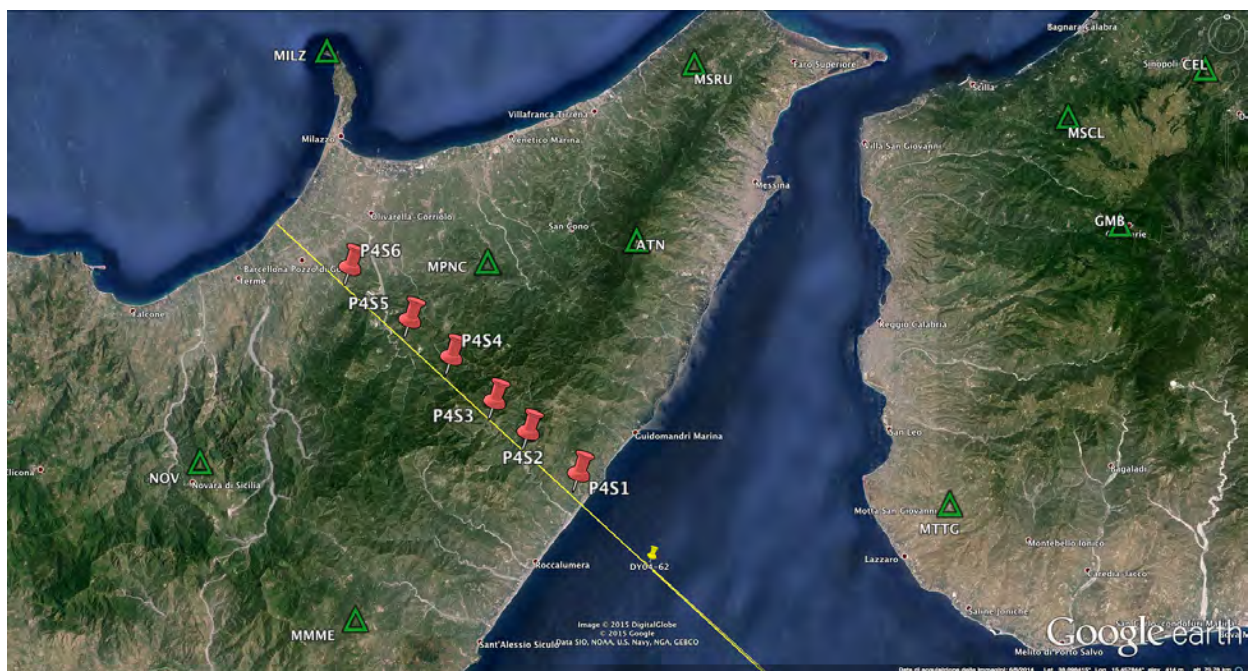 Bagnara Calabra
MILZ
Faro Superiore
Sinopoli
CEL
MSRU
Scilla
Villafranca Tirrena
MSCL
Milazzo
Venetico Marina
Villa San Giovanni
Messina
Olivarella-Corriolo
San Cono
GMB
ATN
P4S6
MPNC
Barcellona Pozzo di
Terme
P4S5
Falcone
Reggio Calabria
P4S4
P4S3
Guidomandri Marina
San Leo
P4S2
NOV
Novara di Sicilia
Bagaladi
P4S1
Motta San Giovanni
MTTG
Montebello Ionico
Lazzaro
Roccalumera
Saline Joniche
MMME
Image © 2015 DigitalGlobe
© 2015 Google
Sant'Alessio Siculo
Data SIO, NOAA, U.S. Navy, NGA, GEBCO
Google earth
Melito di Porto Salvo